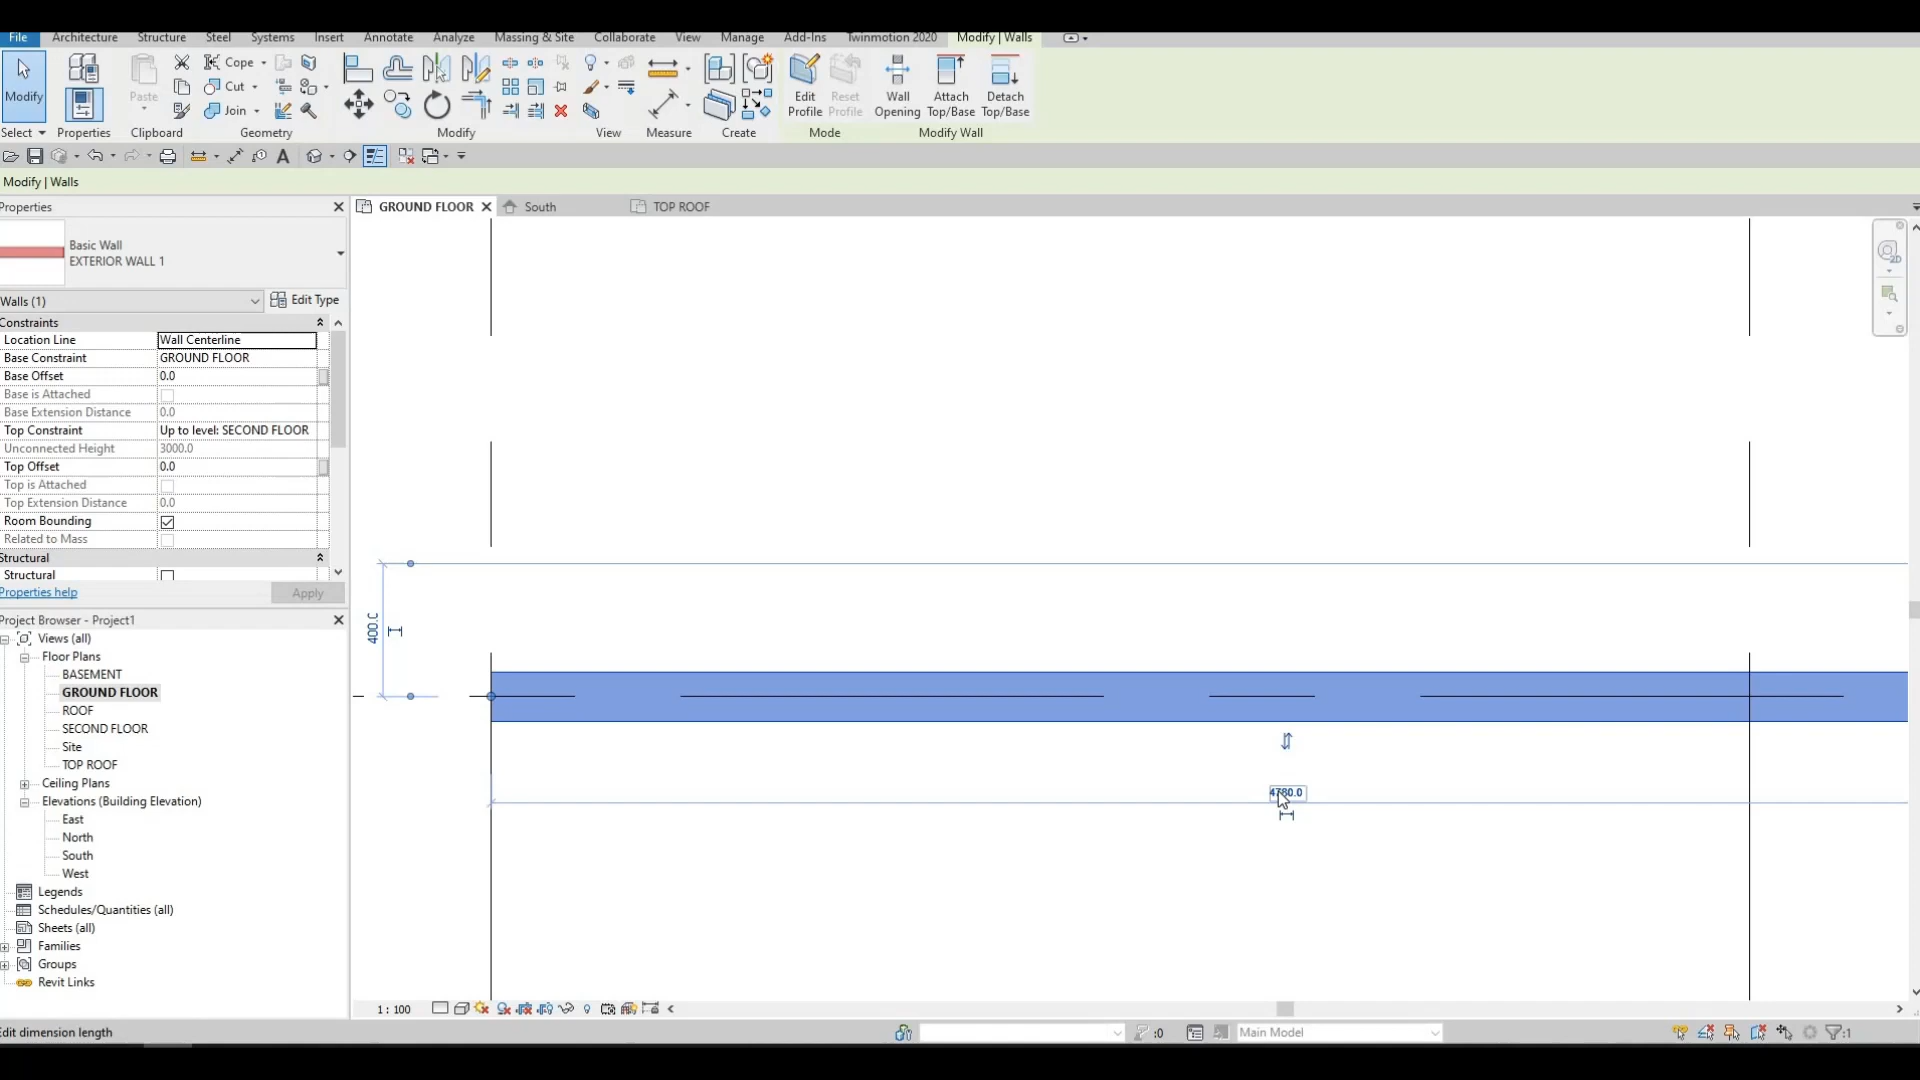 File Architecture Structure Steel Systems Insert Annotate Analyze Massing & Site Collaborate View Manage Add-Ins Twinmotion 2020 Modify | Walls
Modify
Paste
Cope
Cut
Join
Edit Profile
Reset Profile
Wall Opening
Attach Top/Base
Detach Top/Base
Select Properties Clipboard Geometry Modify View Measure Create Mode Modify Wall
Modify | Walls
Properties
GROUND FLOOR South TOP ROOF
Basic Wall
EXTERIOR WALL 1
Walls (1) Edit Type
Constraints
Location Line Wall Centerline
Base Constraint GROUND FLOOR
Base Offset 0.0
Base is Attached
Base Extension Distance 0.0
Top Constraint Up to level: SECOND FLOOR
Unconnected Height 3000.0
Top Offset 0.0
Top is Attached
Top Extension Distance 0.0
Room Bounding
Related to Mass
Structural
Structural
Properties help Apply
Project Browser - Project1
Views (all)
Floor Plans
BASEMENT
GROUND FLOOR
ROOF
SECOND FLOOR
Site
TOP ROOF
Ceiling Plans
Elevations (Building Elevation)
East
North
South
West
Legends
Schedules/Quantities (all)
Sheets (all)
Families
Groups
Revit Links
400.0
4780.0
2D
1 : 100
Edit dimension length
:0
Main Model
:1